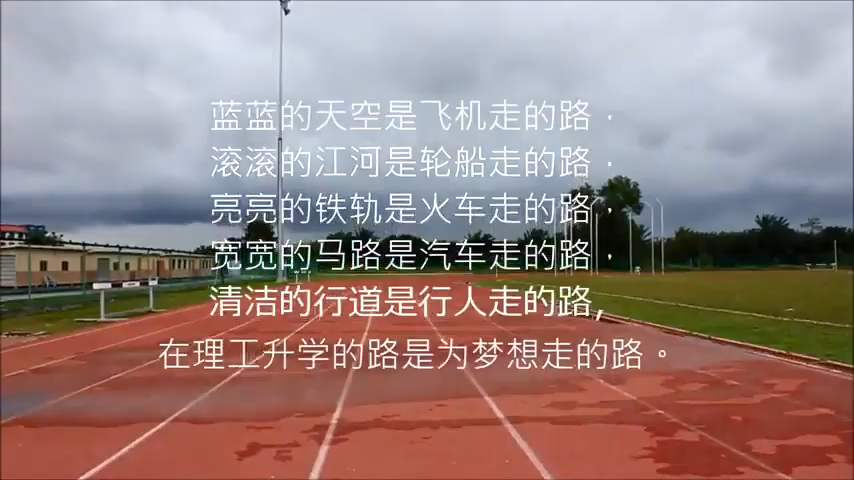 蓝蓝的天空是飞机走的路，
滚滚的江河是轮船走的路，
亮亮的铁轨是火车走的路，
宽宽的马路是汽车走的路，
清洁的行道是行人走的路,
在理工升学的路是为梦想走的路。